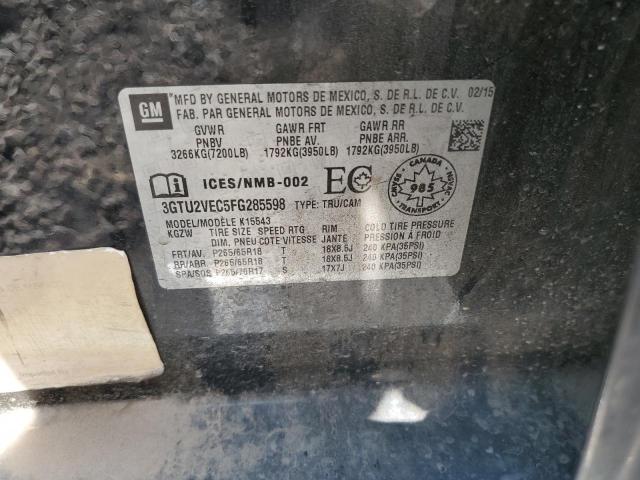 GM
MFD BY GENERAL MOTORS DE MEXICO, S. DE R.L. DE C.V. 02/15
FAB. PAR GENERAL MOTORS DE MEXICO, S. DE R.L. DE C.V.
GVWR GAWR FRT GAWR RR
PNBV PNBE AV. PNBE ARR.
3266KG(7200LB) 1792KG(3950LB) 1792KG(3950LB)
ICES/NMB-002 EC
CANADA
CMVSS 985 NSVAC
3GTU2VEC5FG285598 TYPE: TRU/CAM
MODEL/MODÈLE K15543
KGZW TIRE SIZE SPEED RTG RIM COLD TIRE PRESSURE
DIM. PNEU COTE VITESSE JANTE PRESSION À FROID
FRT/AV. P265/65R18 T 18X8.5J 240 KPA(35PSI)
RR/ARR P265/65R18 T 18X8.5J 240 KPA(35PSI)
SPA/SOS P265/70R17 S 17X7J 240 KPA(35PSI)